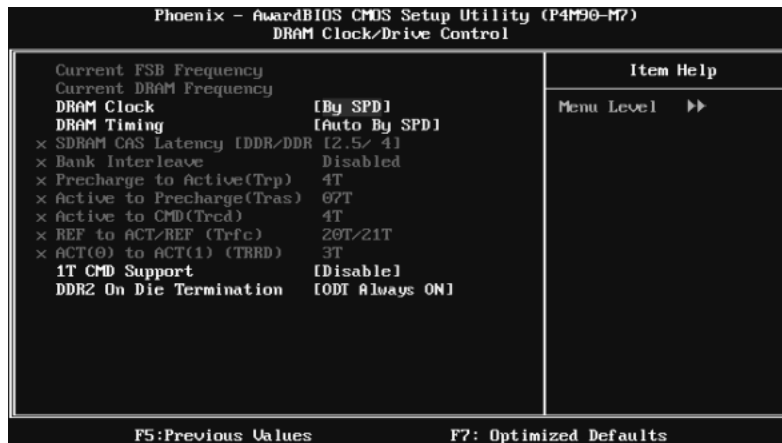 Phoenix - AwardBIOS CMOS Setup Utility (P4M90-M7)
DRAM Clock/Drive Control
Current FSB Frequency
Current DRAM Frequency
DRAM Clock [By SPD]
DRAM Timing [Auto By SPD]
x SDRAM CAS Latency [DDR/DDR [2.5/ 4]
x Bank Interleave Disabled
x Precharge to Active(Trp) 4T
x Active to Precharge(Tras) 07T
x Active to CMD(Trcd) 4T
x REF to ACT/REF (Trfc) 20T/21T
x ACT(0) to ACT(1) (TRRD) 3T
1T CMD Support [Disable]
DDR2 On Die Termination [ODT Always ON]
Item Help
Menu Level ▶▶
F5:Previous Values F7: Optimized Defaults